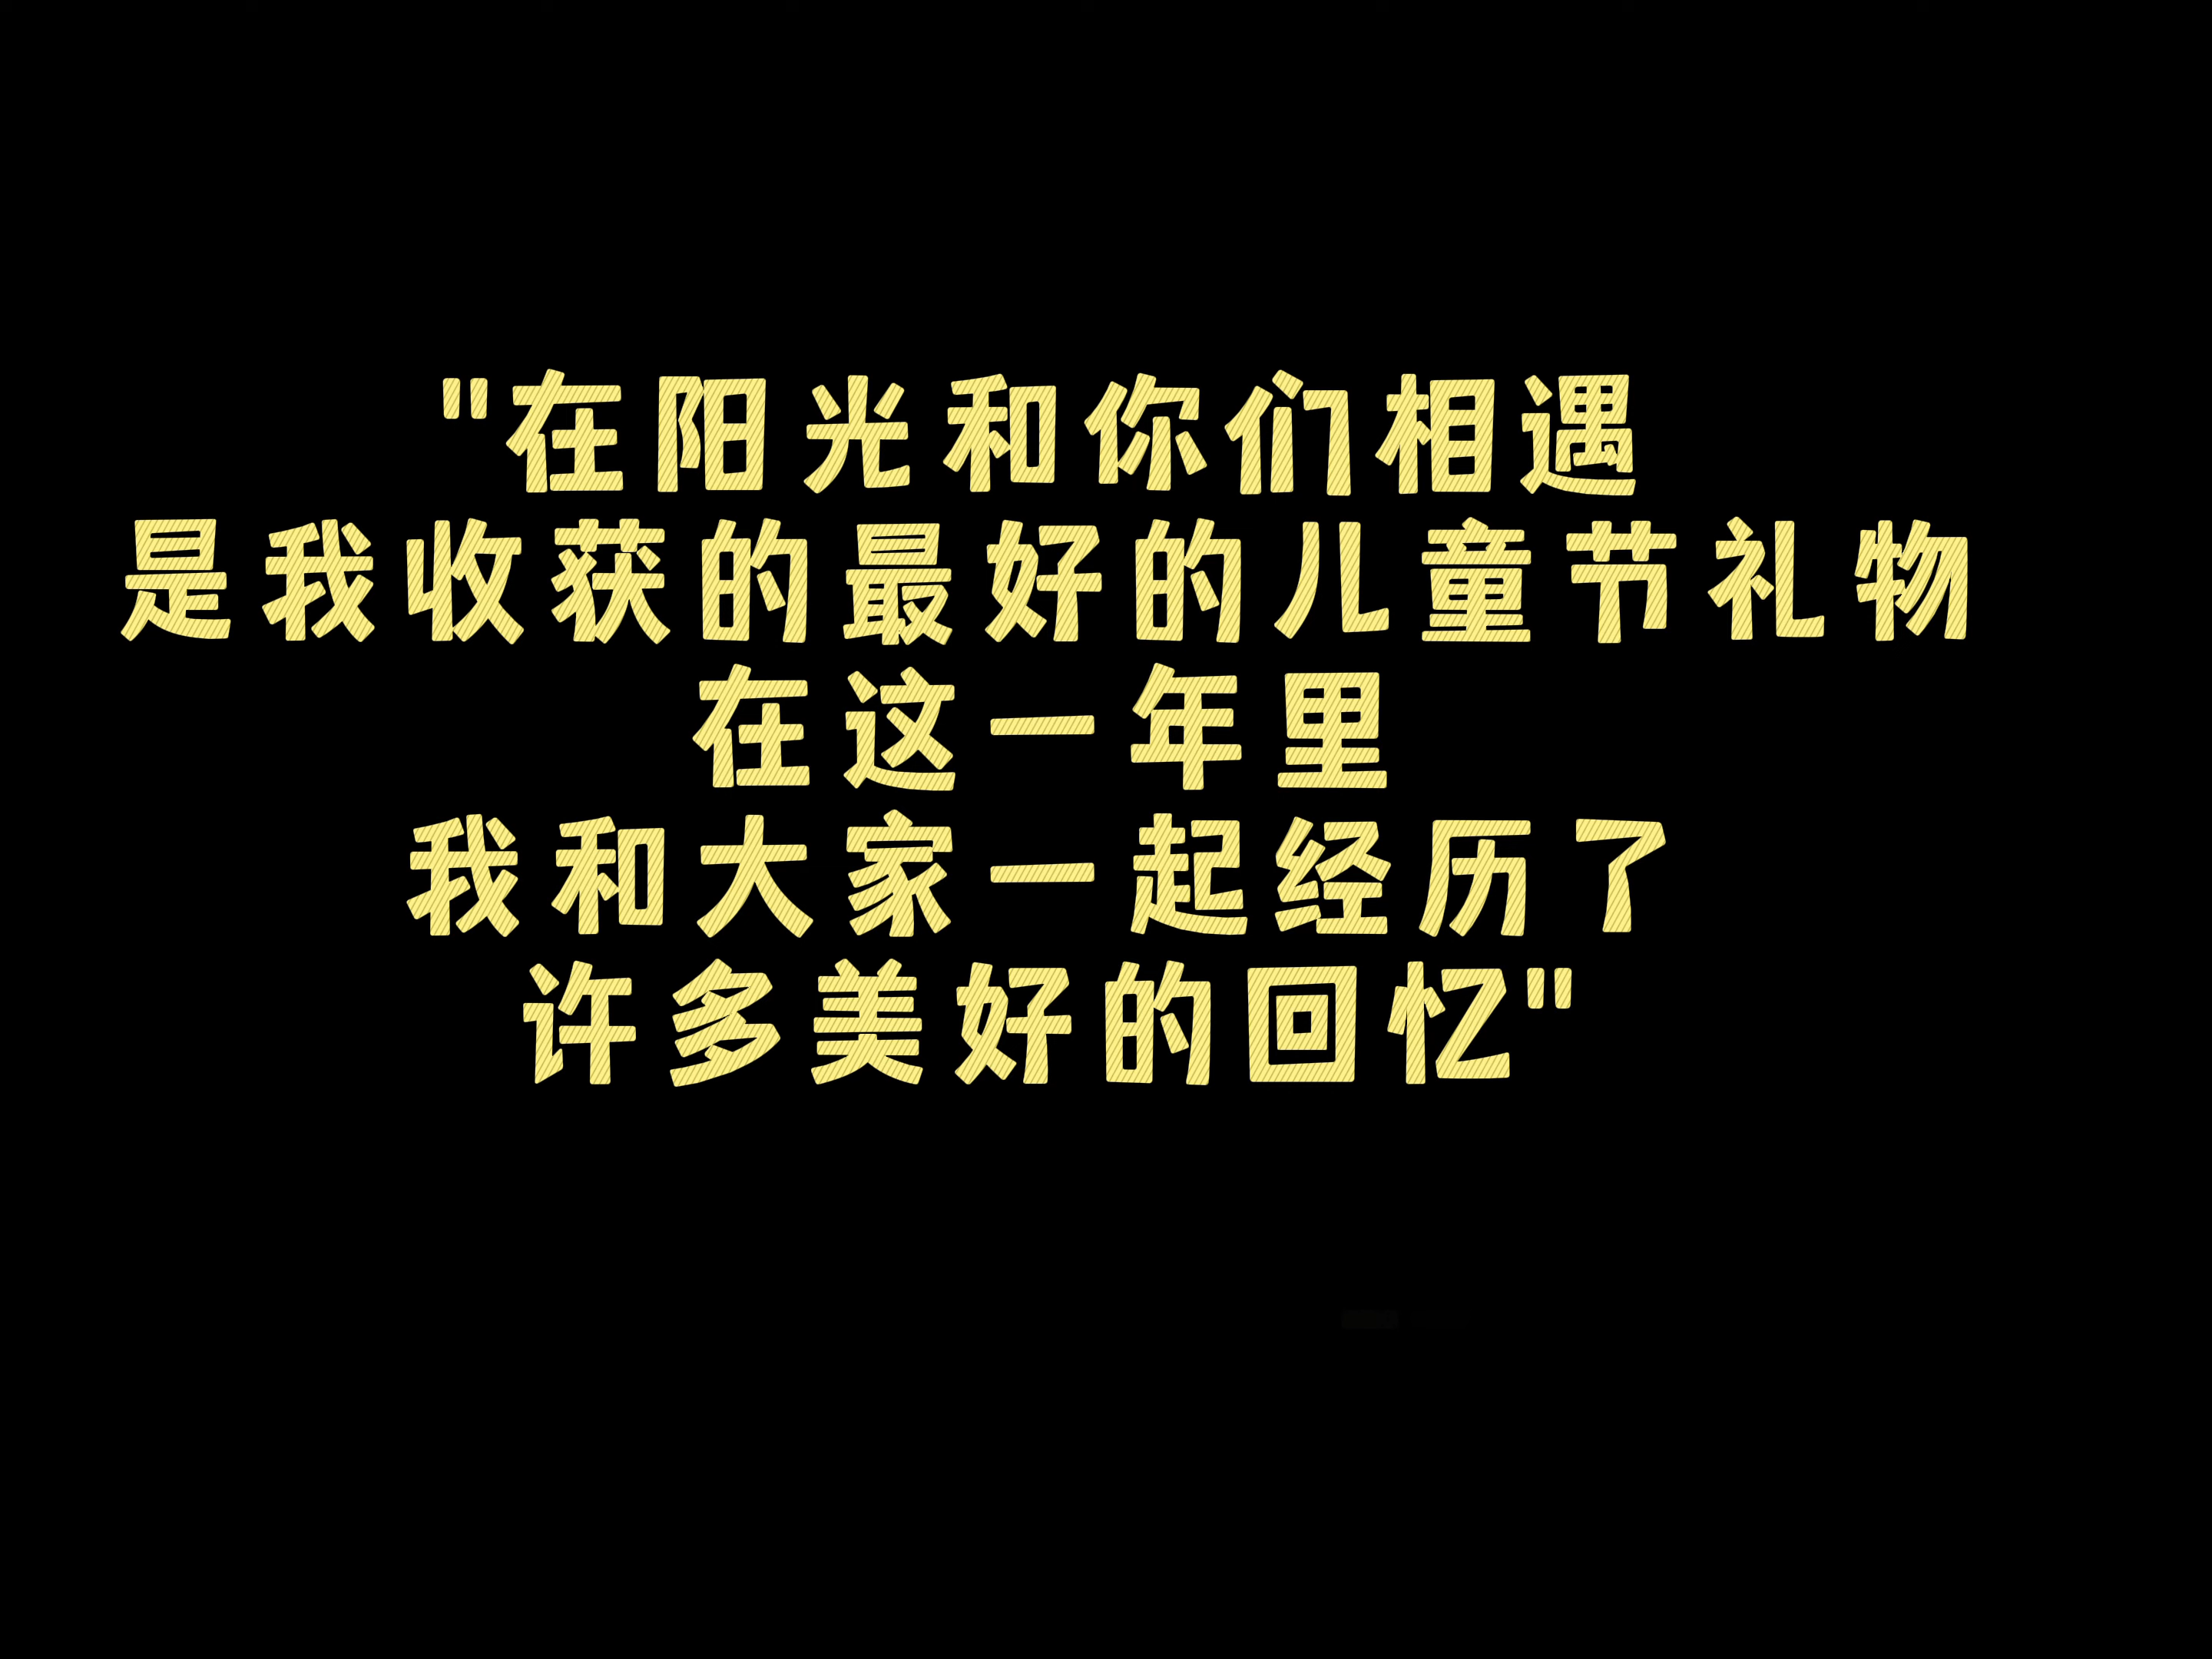 "在阳光和你们相遇
是我收获的最好的儿童节礼物
在这一年里
我和大家一起经历了
许多美好的回忆"